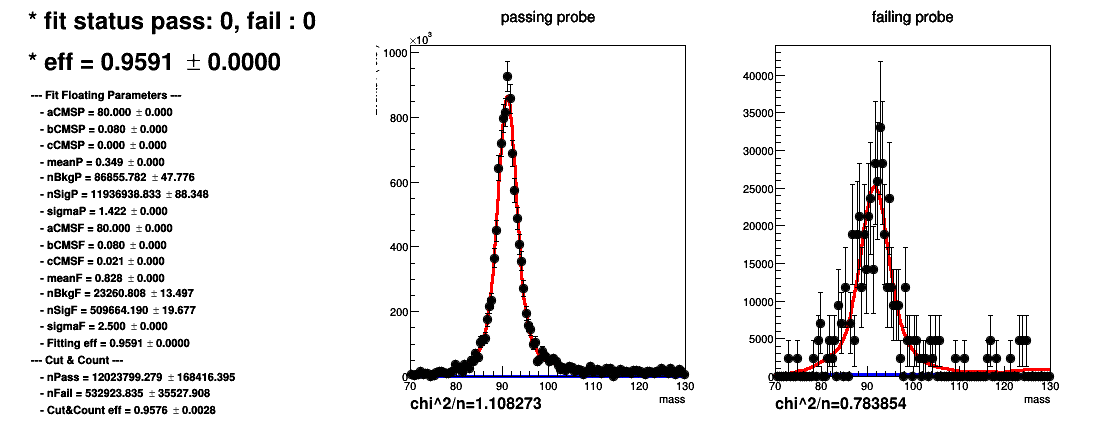 * fit status pass: 0, fail : 0
* eff = 0.9591 ± 0.0000
--- Fit Floating Parameters ---
- aCMSP = 80.000 ± 0.000
- bCMSP = 0.080 ± 0.000
- cCMSP = 0.000 ± 0.000
- meanP = 0.349 ± 0.000
- nBkgP = 86855.782 ± 47.776
- nSigP = 11936938.833 ± 88.348
- sigmaP = 1.422 ± 0.000
- aCMSF = 80.000 ± 0.000
- bCMSF = 0.080 ± 0.000
- cCMSF = 0.021 ± 0.000
- meanF = 0.828 ± 0.000
- nBkgF = 23260.808 ± 13.497
- nSigF = 509664.190 ± 19.677
- sigmaF = 2.500 ± 0.000
- Fitting eff = 0.9591 ± 0.0000
--- Cut & Count ---
- nPass = 12023799.279 ± 168416.395
- nFail = 532923.835 ± 35527.908
- Cut&Count eff = 0.9576 ± 0.0028
passing probe
×10³
1000
800
600
400
200
0
70 80 90 100 110 120 130
mass
chi^2/n=1.108273
failing probe
40000
35000
30000
25000
20000
15000
10000
5000
0
70 80 90 100 110 120 130
mass
chi^2/n=0.783854